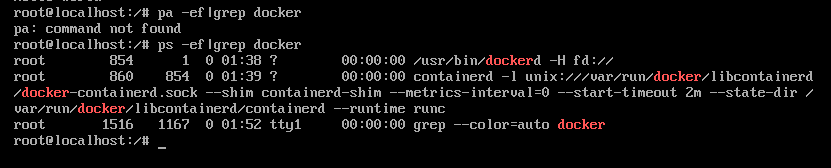 root@localhost:/# pa -ef|grep docker
pa: command not found
root@localhost:/# ps -ef|grep docker
root 854 1 0 01:38 ? 00:00:00 /usr/bin/dockerd -H fd://
root 860 854 0 01:39 ? 00:00:00 containerd -l unix:///var/run/docker/libcontainerd
/docker-containerd.sock --shim containerd-shim --metrics-interval=0 --start-timeout 2m --state-dir /
var/run/docker/libcontainerd/containerd --runtime runc
root 1516 1167 0 01:52 tty1 00:00:00 grep --color=auto docker
root@localhost:/# _